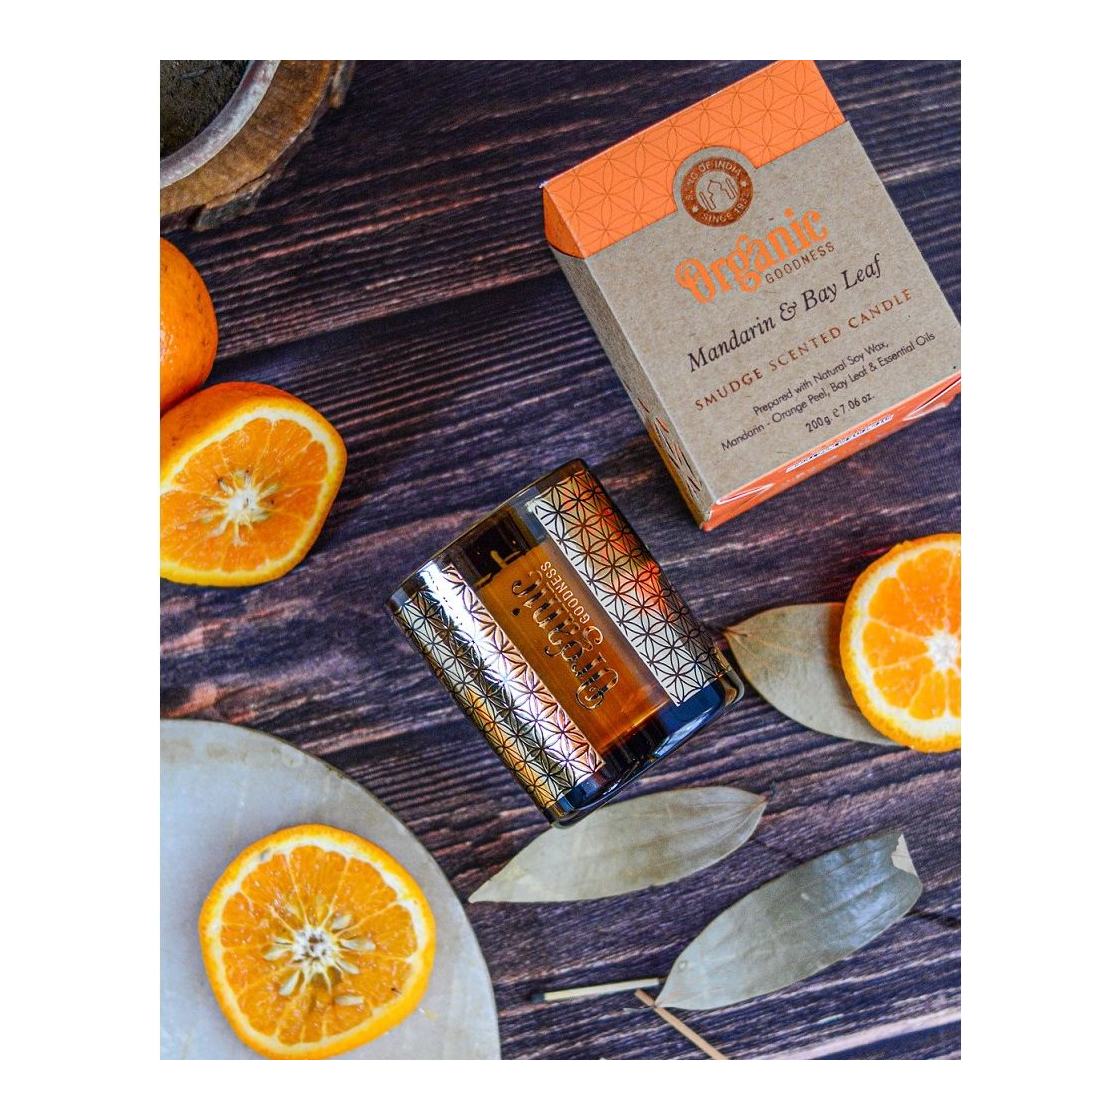 SONG OF INDIA
SINCE 1932
Organic
GOODNESS
Mandarin & Bay Leaf
SMUDGE SCENTED CANDLE
Prepared with Natural Soy Wax,
Mandarin - Orange Peel, Bay Leaf & Essential Oils
200g ℮ 7.06 oz.
Organic
GOODNESS